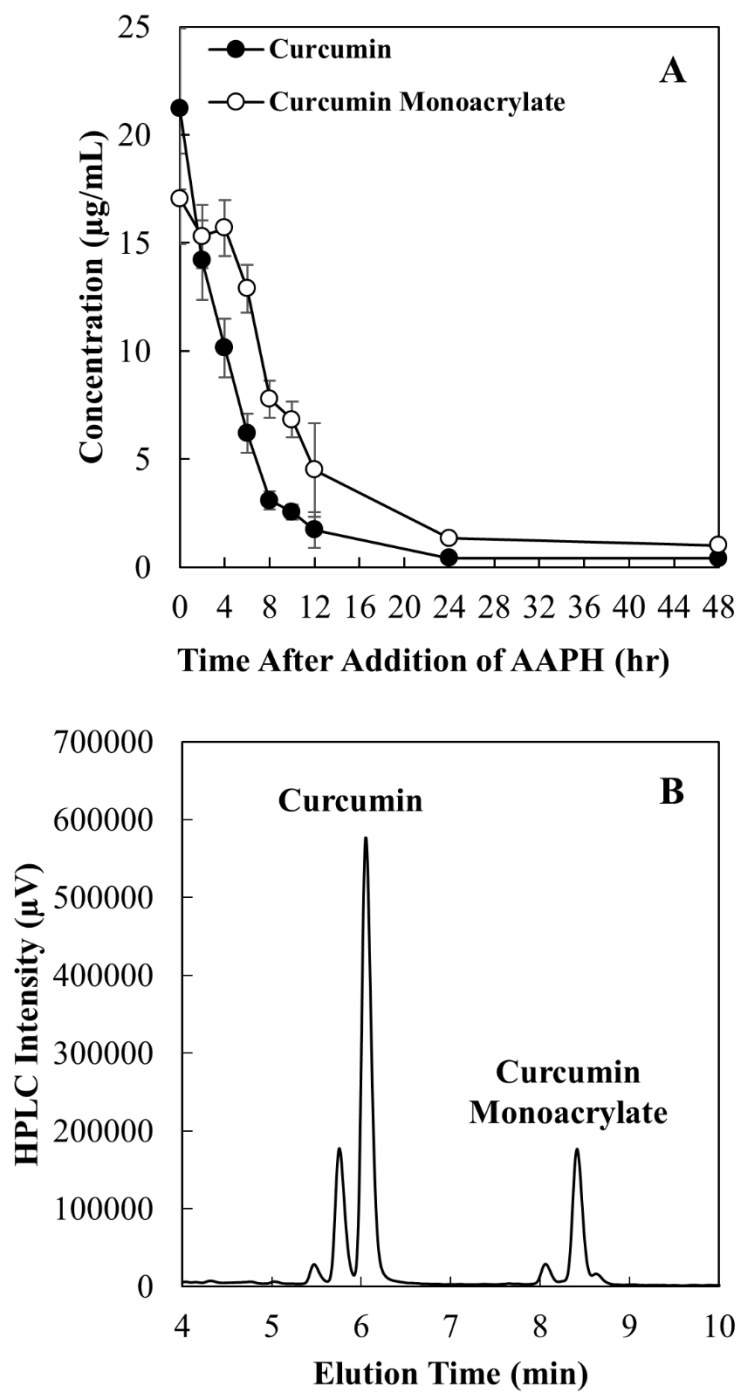 25
Curcumin
A
Curcumin Monoacrylate
20
15
10
5
0
Concentration (µg/mL)
0 4 8 12 16 20 24 28 32 36 40 44 48
Time After Addition of AAPH (hr)
700000
B
Curcumin
600000
500000
400000
300000
Curcumin
Monoacrylate
200000
100000
0
HPLC Intensity (µV)
4 5 6 7 8 9 10
Elution Time (min)